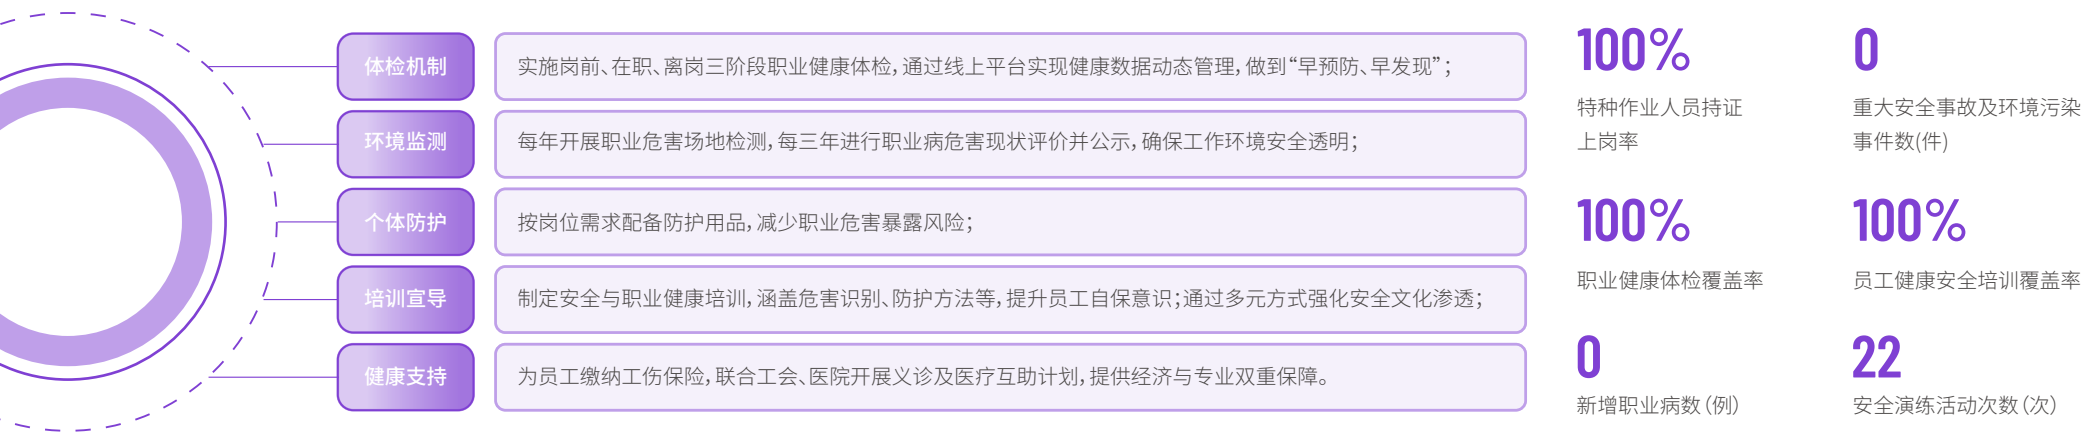 体检机制
实施岗前、在职、离岗三阶段职业健康体检，通过线上平台实现健康数据动态管理，做到“早预防、早发现”；
环境监测
每年开展职业危害场地检测，每三年进行职业病危害现状评价并公示，确保工作环境安全透明；
个体防护
按岗位需求配备防护用品，减少职业危害暴露风险；
培训宣导
制定安全与职业健康培训，涵盖危害识别、防护方法等，提升员工自保意识；通过多元方式强化安全文化渗透；
健康支持
为员工缴纳工伤保险，联合工会、医院开展义诊及医疗互助计划，提供经济与专业双重保障。
100%
特种作业人员持证
上岗率
0
重大安全事故及环境污染
事件数(件)
100%
职业健康体检覆盖率
100%
员工健康安全培训覆盖率
0
新增职业病数（例）
22
安全演练活动次数（次）